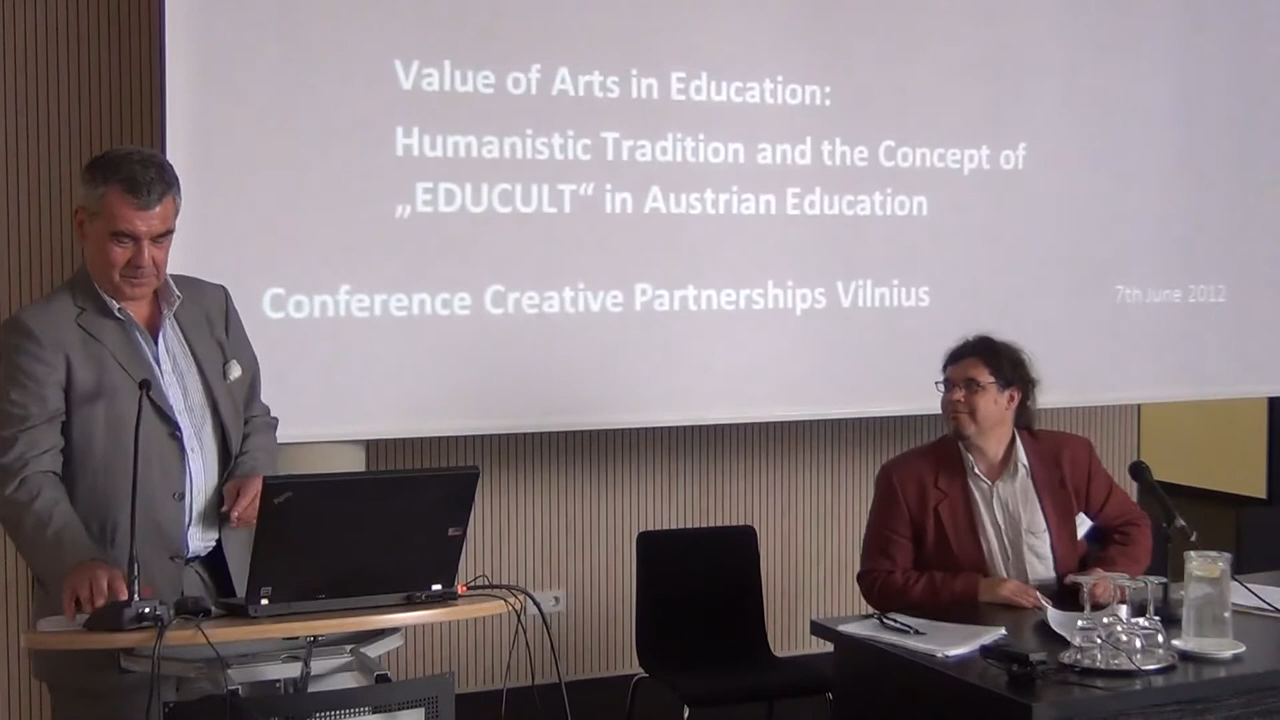 Value of Arts in Education:
Humanistic Tradition and the Concept of
„EDUCULT“ in Austrian Education
Conference Creative Partnerships Vilnius
7th June 2012
ThinkPad